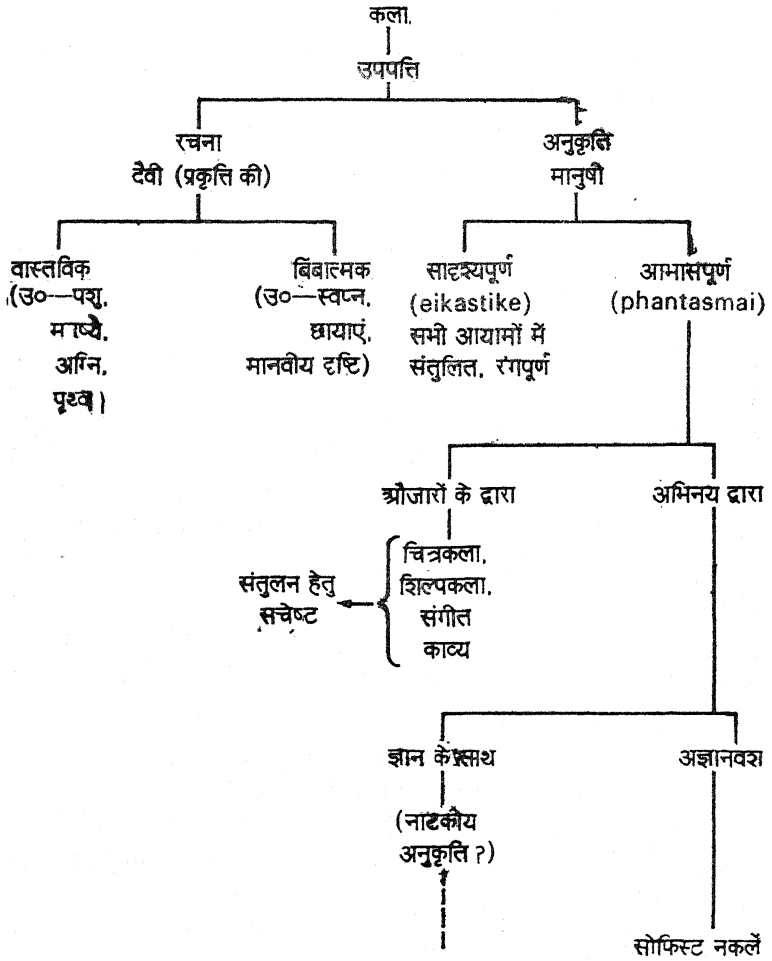 कला.
उपपत्ति
रचना
दैवी (प्रकृत्ति की)
अनुकृति
मानुषी
वास्तविक
(उ०—पशु,
अग्नि,
बिंबात्मक
(उ०—स्वप्न,
छायाएं,
मानवीय दृष्टि)
सादृश्यपूर्ण
(eikastike)
सभी आयामों में
संतुलित, रंगपूर्ण
आभासपूर्ण
(phantasmai)
औजारों के द्वारा
चित्रकला,
शिल्पकला,
संगीत
काव्य
संतुलन हेतु
सचेष्ट
अभिनय द्वारा
ज्ञान के साथ
(नाटकीय
अनुकृति ?)
अज्ञानवश
सोफिस्ट नकलें